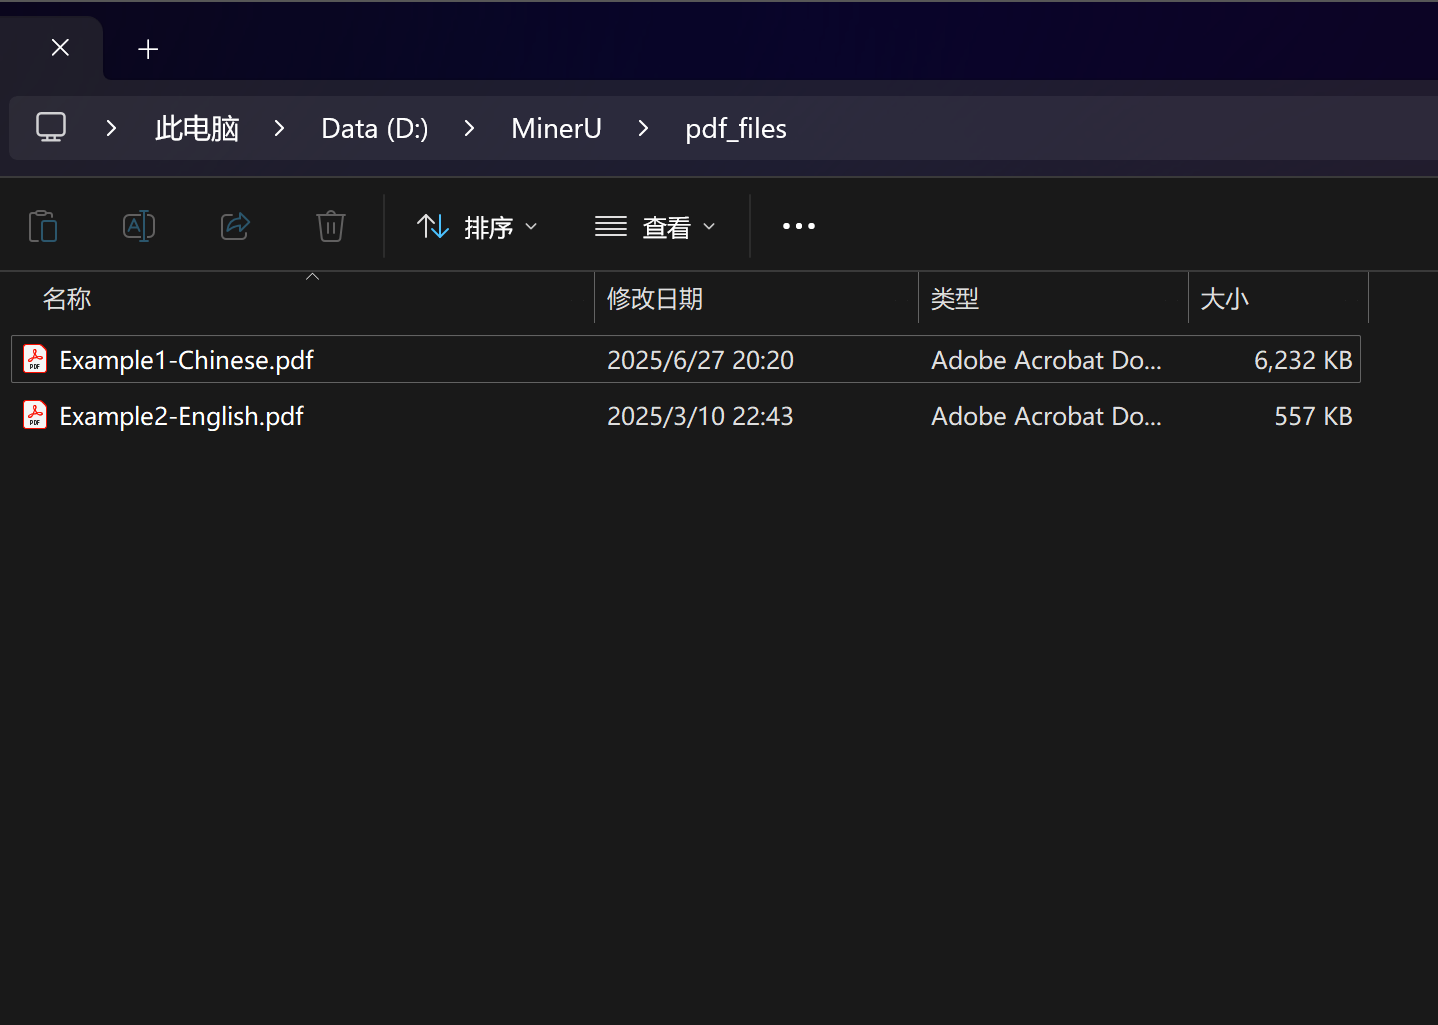 此电脑 Data (D:) MinerU pdf_files
排序 查看
名称 修改日期 类型 大小
Example1-Chinese.pdf 2025/6/27 20:20 Adobe Acrobat Do... 6,232 KB
Example2-English.pdf 2025/3/10 22:43 Adobe Acrobat Do... 557 KB